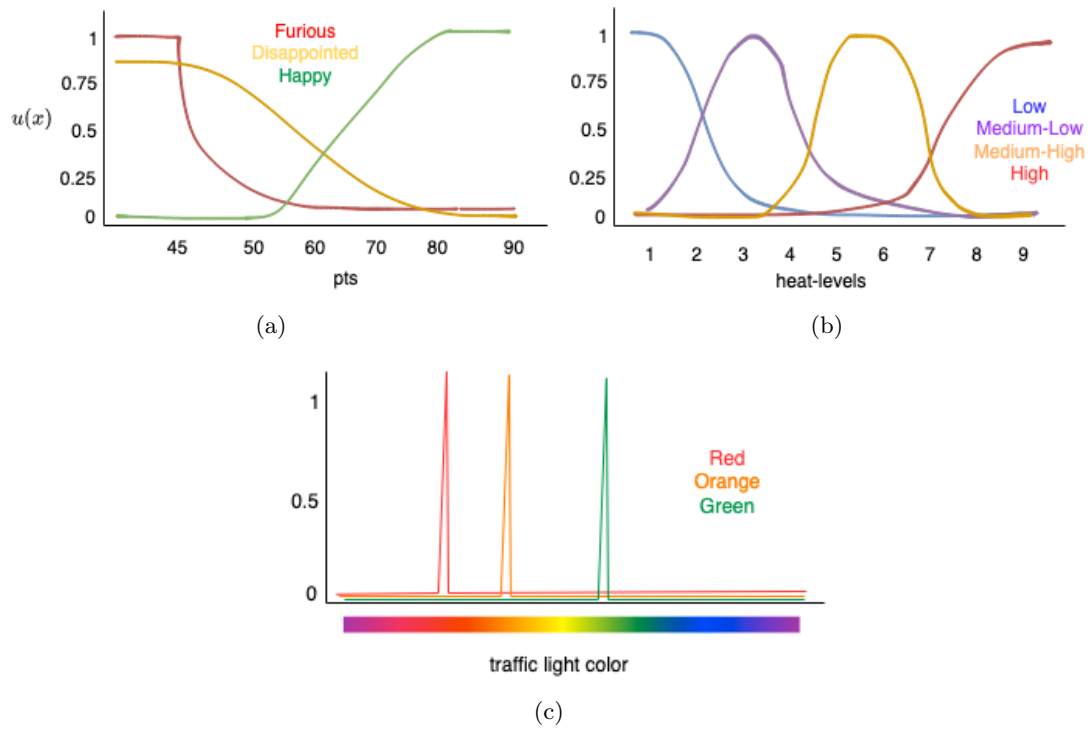 Furious
Disappointed
Happy
1
0.75
u(x)
0.5
0.25
0
45 50 60 70 80 90
pts
(a)
1
0.75
0.5
0.25
0
Low
Medium-Low
Medium-High
High
1 2 3 4 5 6 7 8 9
heat-levels
(b)
1
0.5
0
Red
Orange
Green
traffic light color
(c)